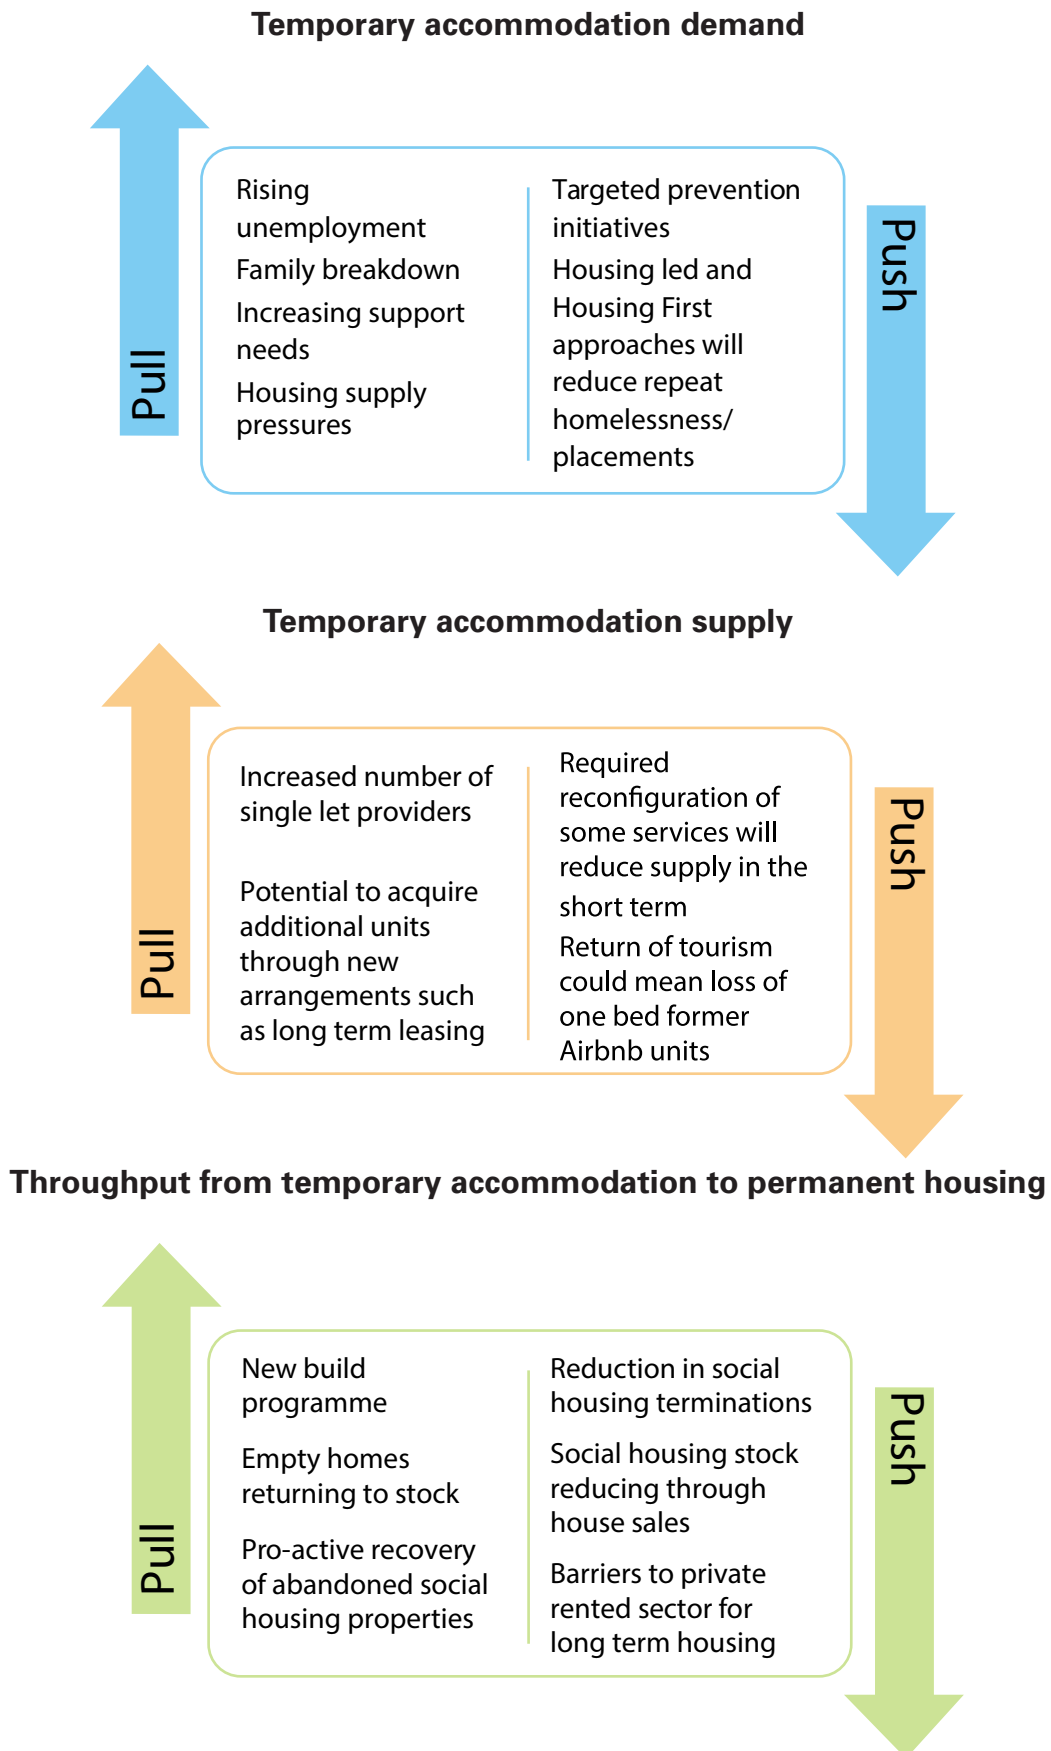 Temporary accommodation demand
Pull
Rising
unemployment
Family breakdown
Increasing support
needs
Housing supply
pressures
Targeted prevention
initiatives
Housing led and
Housing First
approaches will
reduce repeat
homelessness/
placements
Push
Temporary accommodation supply
Pull
Increased number of
single let providers
Potential to acquire
additional units
through new
arrangements such
as long term leasing
Required
reconfiguration of
some services will
reduce supply in the
short term
Return of tourism
could mean loss of
one bed former
Airbnb units
Push
Throughput from temporary accommodation to permanent housing
Pull
New build
programme
Empty homes
returning to stock
Pro-active recovery
of abandoned social
housing properties
Reduction in social
housing terminations
Social housing stock
reducing through
house sales
Barriers to private
rented sector for
long term housing
Push